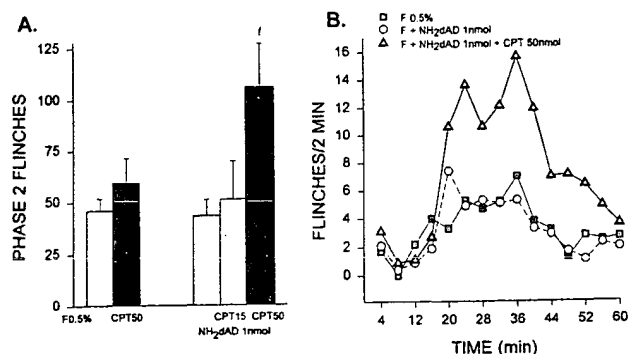 A.
PHASE 2 FLINCHES
125
100
75
50
25
0
f
F0.5% CPT50
CPT15 CPT50
NH2dAD 1nmol
B.
F 0.5%
F + NH2dAD 1nmol
F + NH2dAD 1nmol + CPT 50nmol
FLINCHES/2 MIN
16
14
12
10
8
6
4
2
0
4 12 20 28 36 44 52 60
TIME (min)